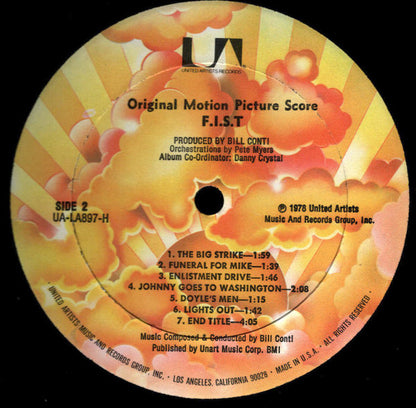 UA
UNITED ARTISTS RECORDS
Original Motion Picture Score
F.I.S.T
PRODUCED BY BILL CONTI
Orchestrations by Pete Myers
Album Co-Ordinator: Danny Crystal
SIDE 2
UA-LA897-H
℗ 1978 United Artists
Music And Records Group, Inc.
1. THE BIG STRIKE—1:59
2. FUNERAL FOR MIKE—1:39
3. ENLISTMENT DRIVE—1:46
4. JOHNNY GOES TO WASHINGTON—2:08
5. DOYLE'S MEN—1:15
6. LIGHTS OUT—1:42
7. END TITLE—4:05
Music Composed & Conducted by Bill Conti
Published by Unart Music Corp. BMI
UNITED ARTISTS MUSIC AND RECORDS GROUP, INC. • LOS ANGELES, CALIFORNIA 90028 • MADE IN U.S.A. • ALL RIGHTS RESERVED.